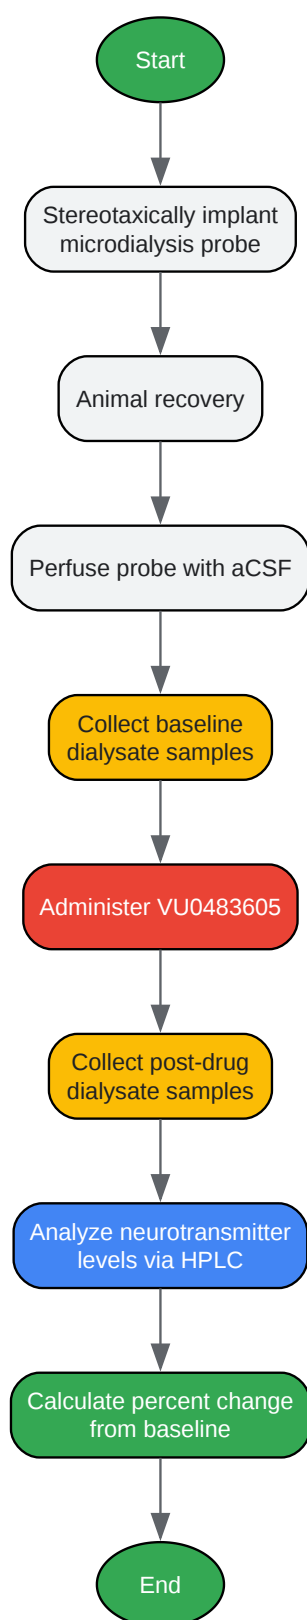 Start
Stereotaxically implant
microdialysis probe
Animal recovery
Perfuse probe with aCSF
Collect baseline
dialysate samples
Administer VU0483605
Collect post-drug
dialysate samples
Analyze neurotransmitter
levels via HPLC
Calculate percent change
from baseline
End